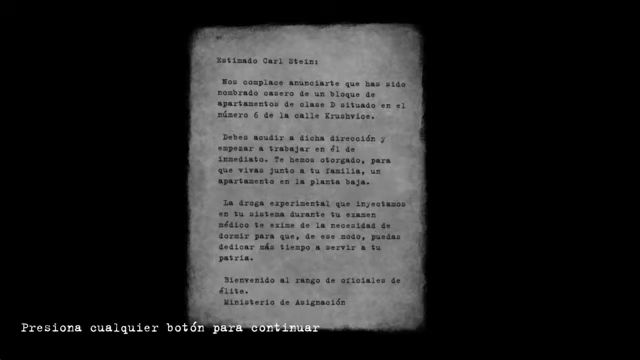 Estimado Carl Stein:
Nos complace anunciarte que has sido
nombrado casero de un bloque de
apartamentos de clase D situado en el
número 6 de la calle Krushvice.
Debes acudir a dicha dirección y
empezar a trabajar en él de
inmediato. Te hemos otorgado, para
que vivas junto a tu familia, un
apartamento en la planta baja.
La droga experimental que inyectamos
en tu sistema durante tu examen
médico te exime de la necesidad de
dormir para que, de ese modo, puedas
dedicar más tiempo a servir a tu
patria.
Bienvenido al rango de oficiales de
élite.
Ministerio de Asignación
Presiona cualquier botón para continuar